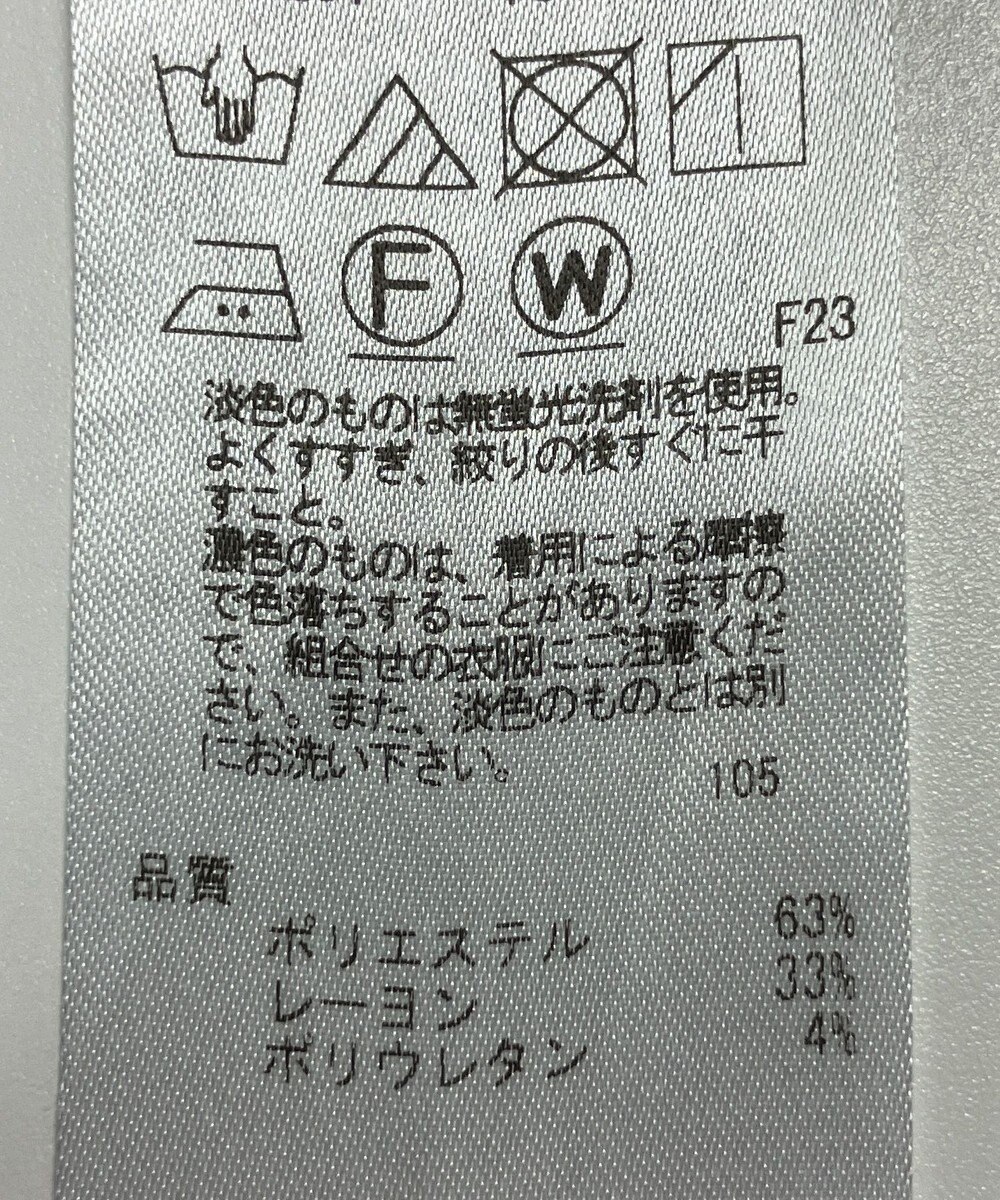 F
W
F23
淡色のものは無蛍光洗剤を使用。
よくすすぎ、絞りの後すぐに干
すこと。
濃色のものは、着用による摩擦
で色落ちすることがありますの
で、組合せの衣服にご注意くだ
さい。また、淡色のものとは別
にお洗い下さい。
105
品質
ポリエステル 63%
レーヨン 33%
ポリウレタン 4%